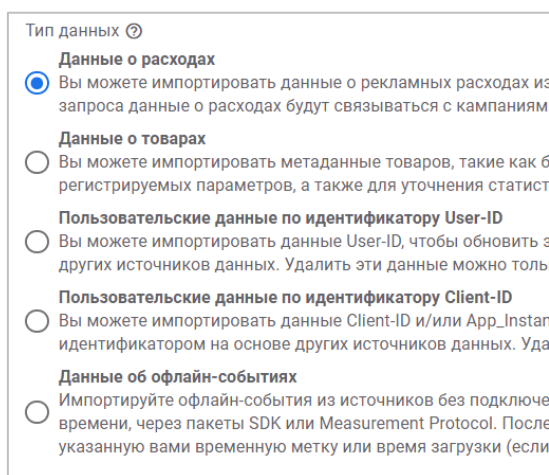 Тип данных
Данные о расходах
Вы можете импортировать данные о рекламных расходах из
запроса данные о расходах будут связываться с кампаниям
Данные о товарах
Вы можете импортировать метаданные товаров, такие как б
регистрируемых параметров, а также для уточнения статист
Пользовательские данные по идентификатору User-ID
Вы можете импортировать данные User-ID, чтобы обновить з
других источников данных. Удалить эти данные можно толь
Пользовательские данные по идентификатору Client-ID
Вы можете импортировать данные Client-ID и/или App_Instan
идентификатором на основе других источников данных. Уда
Данные об офлайн-событиях
Импортируйте офлайн-события из источников без подключе
времени, через пакеты SDK или Measurement Protocol. После
указанную вами временную метку или время загрузки (если